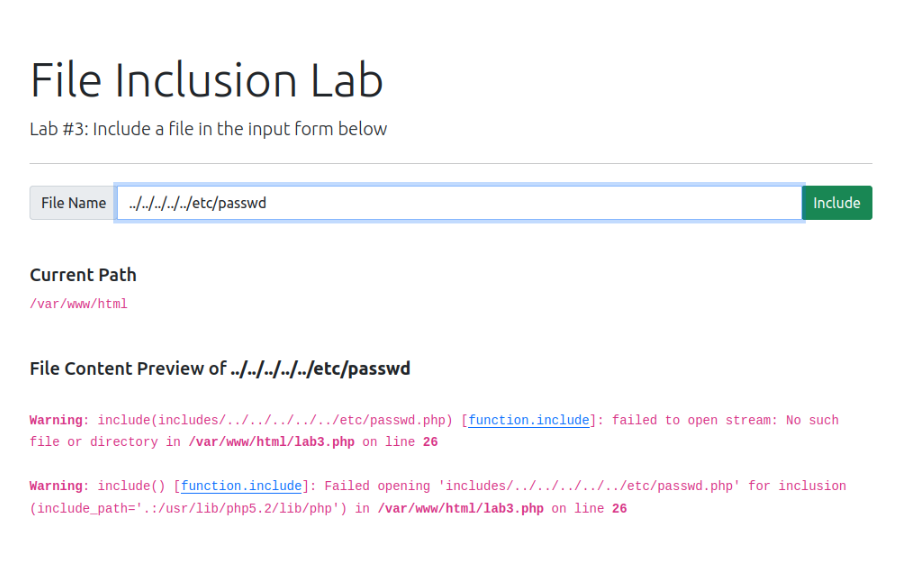 File Inclusion Lab
Lab #3: Include a file in the input form below
File Name ../../../../../etc/passwd Include
Current Path
/var/www/html
File Content Preview of ../../../../../etc/passwd
Warning: include(includes/../../../../../etc/passwd.php) [function.include]: failed to open stream: No such
file or directory in /var/www/html/lab3.php on line 26
Warning: include() [function.include]: Failed opening 'includes/../../../../../etc/passwd.php' for inclusion
(include_path='.:/usr/lib/php5.2/lib/php') in /var/www/html/lab3.php on line 26